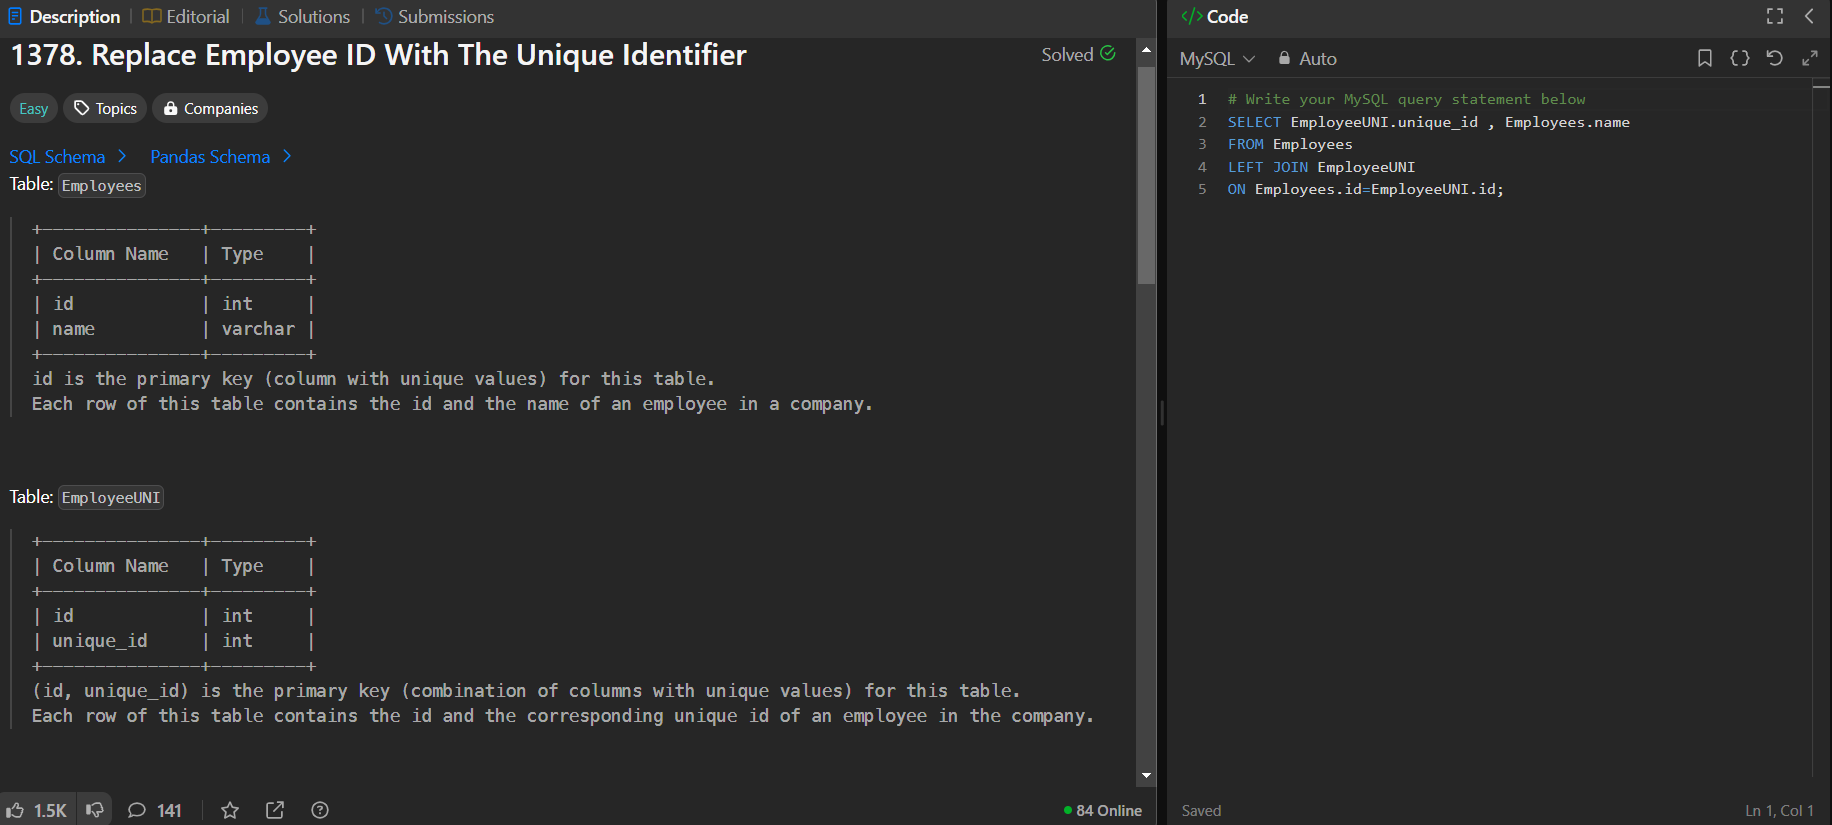 Description | Editorial | Solutions | Submissions
1378. Replace Employee ID With The Unique Identifier
Solved
Easy Topics Companies
SQL Schema > Pandas Schema >
Table: Employees
+---------------+---------+
| Column Name   | Type    |
+---------------+---------+
| id            | int     |
| name          | varchar |
+---------------+---------+
id is the primary key (column with unique values) for this table.
Each row of this table contains the id and the name of an employee in a company.
Table: EmployeeUNI
+---------------+---------+
| Column Name   | Type    |
+---------------+---------+
| id            | int     |
| unique_id     | int     |
+---------------+---------+
(id, unique_id) is the primary key (combination of columns with unique values) for this table.
Each row of this table contains the id and the corresponding unique id of an employee in the company.
1.5K 141
84 Online
</> Code
MySQL Auto
1 # Write your MySQL query statement below
2 SELECT EmployeeUNI.unique_id , Employees.name
3 FROM Employees
4 LEFT JOIN EmployeeUNI
5 ON Employees.id=EmployeeUNI.id;
Saved
Ln 1, Col 1